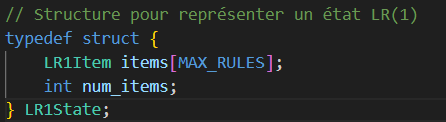 // Structure pour représenter un état LR(1)
typedef struct {
    LR1Item items[MAX_RULES];
    int num_items;
} LR1State;